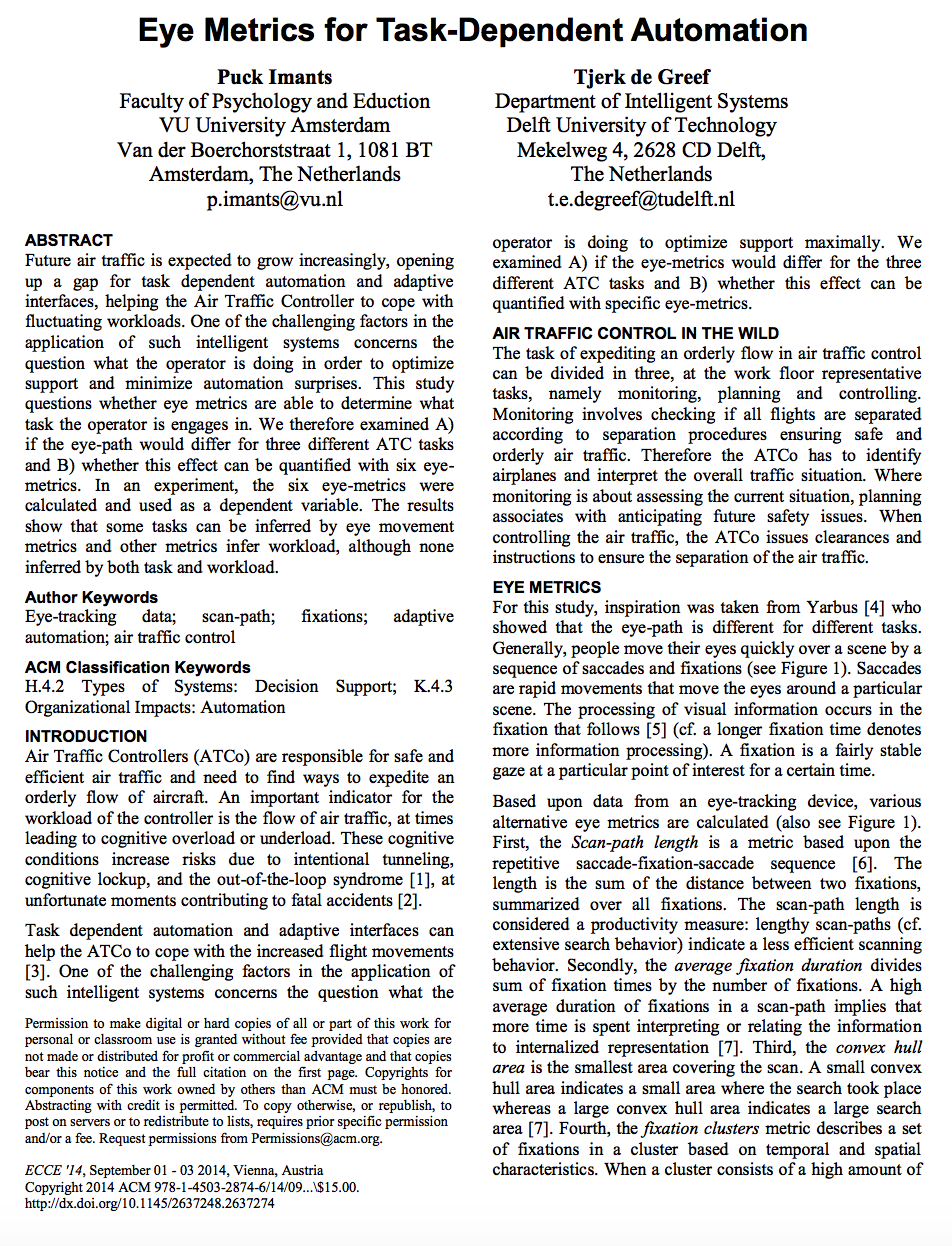 Eye Metrics for Task-Dependent Automation
Puck Imants
Faculty of Psychology and Eduction
VU University Amsterdam
Van der Boerchorststraat 1, 1081 BT
Amsterdam, The Netherlands
p.imants@vu.nl
Tjerk de Greef
Department of Intelligent Systems
Delft University of Technology
Mekelweg 4, 2628 CD Delft,
The Netherlands
t.e.degreef@tudelft.nl
ABSTRACT
Future air traffic is expected to grow increasingly, opening
up a gap for task dependent automation and adaptive
interfaces, helping the Air Traffic Controller to cope with
fluctuating workloads. One of the challenging factors in the
application of such intelligent systems concerns the
question what the operator is doing in order to optimize
support and minimize automation surprises. This study
questions whether eye metrics are able to determine what
task the operator is engages in. We therefore examined A)
if the eye-path would differ for three different ATC tasks
and B) whether this effect can be quantified with six eye-
metrics. In an experiment, the six eye-metrics were
calculated and used as a dependent variable. The results
show that some tasks can be inferred by eye movement
metrics and other metrics infer workload, although none
inferred by both task and workload.
Author Keywords
Eye-tracking data; scan-path; fixations; adaptive
automation; air traffic control
ACM Classification Keywords
H.4.2 Types of Systems: Decision Support; K.4.3
Organizational Impacts: Automation
INTRODUCTION
Air Traffic Controllers (ATCo) are responsible for safe and
efficient air traffic and need to find ways to expedite an
orderly flow of aircraft. An important indicator for the
workload of the controller is the flow of air traffic, at times
leading to cognitive overload or underload. These cognitive
conditions increase risks due to intentional tunneling,
cognitive lockup, and the out-of-the-loop syndrome [1], at
unfortunate moments contributing to fatal accidents [2].
Task dependent automation and adaptive interfaces can
help the ATCo to cope with the increased flight movements
[3]. One of the challenging factors in the application of
such intelligent systems concerns the question what the
Permission to make digital or hard copies of all or part of this work for
personal or classroom use is granted without fee provided that copies are
not made or distributed for profit or commercial advantage and that copies
bear this notice and the full citation on the first page. Copyrights for
components of this work owned by others than ACM must be honored.
Abstracting with credit is permitted. To copy otherwise, or republish, to
post on servers or to redistribute to lists, requires prior specific permission
and/or a fee. Request permissions from Permissions@acm.org.
ECCE '14, September 01 - 03 2014, Vienna, Austria
Copyright 2014 ACM 978-1-4503-2874-6/14/09...\$15.00.
http://dx.doi.org/10.1145/2637248.2637274
operator is doing to optimize support maximally. We
examined A) if the eye-metrics would differ for the three
different ATC tasks and B) whether this effect can be
quantified with specific eye-metrics.
AIR TRAFFIC CONTROL IN THE WILD
The task of expediting an orderly flow in air traffic control
can be divided in three, at the work floor representative
tasks, namely monitoring, planning and controlling.
Monitoring involves checking if all flights are separated
according to separation procedures ensuring safe and
orderly air traffic. Therefore the ATCo has to identify
airplanes and interpret the overall traffic situation. Where
monitoring is about assessing the current situation, planning
associates with anticipating future safety issues. When
controlling the air traffic, the ATCo issues clearances and
instructions to ensure the separation of the air traffic.
EYE METRICS
For this study, inspiration was taken from Yarbus [4] who
showed that the eye-path is different for different tasks.
Generally, people move their eyes quickly over a scene by a
sequence of saccades and fixations (see Figure 1). Saccades
are rapid movements that move the eyes around a particular
scene. The processing of visual information occurs in the
fixation that follows [5] (cf. a longer fixation time denotes
more information processing). A fixation is a fairly stable
gaze at a particular point of interest for a certain time.
Based upon data from an eye-tracking device, various
alternative eye metrics are calculated (also see Figure 1).
First, the Scan-path length is a metric based upon the
repetitive saccade-fixation-saccade sequence [6]. The
length is the sum of the distance between two fixations,
summarized over all fixations. The scan-path length is
considered a productivity measure: lengthy scan-paths (cf.
extensive search behavior) indicate a less efficient scanning
behavior. Secondly, the average fixation duration divides
sum of fixation times by the number of fixations. A high
average duration of fixations in a scan-path implies that
more time is spent interpreting or relating the information
to internalized representation [7]. Third, the convex hull
area is the smallest area covering the scan. A small convex
hull area indicates a small area where the search took place
whereas a large convex hull area indicates a large search
area [7]. Fourth, the fixation clusters metric describes a set
of fixations in a cluster based on temporal and spatial
characteristics. When a cluster consists of a high amount of